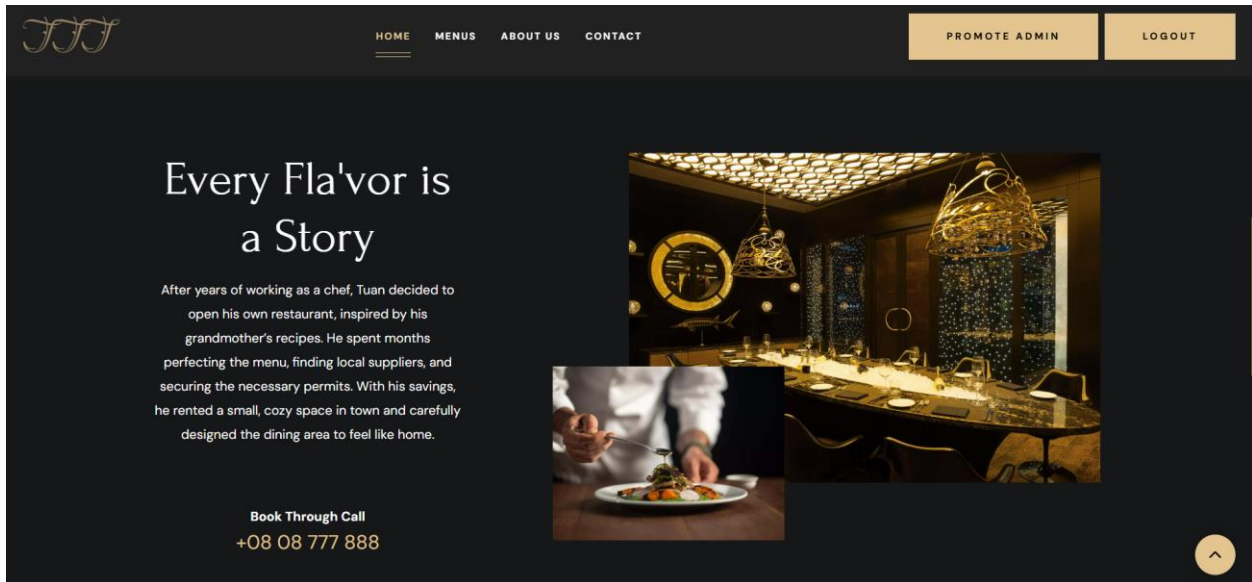 TTT
HOME MENUS ABOUT US CONTACT
PROMOTE ADMIN
LOGOUT
Every Fla'vor is
a Story
After years of working as a chef, Tuan decided to
open his own restaurant, inspired by his
grandmother’s recipes. He spent months
perfecting the menu, finding local suppliers, and
securing the necessary permits. With his savings,
he rented a small, cozy space in town and carefully
designed the dining area to feel like home.
Book Through Call
+08 08 777 888